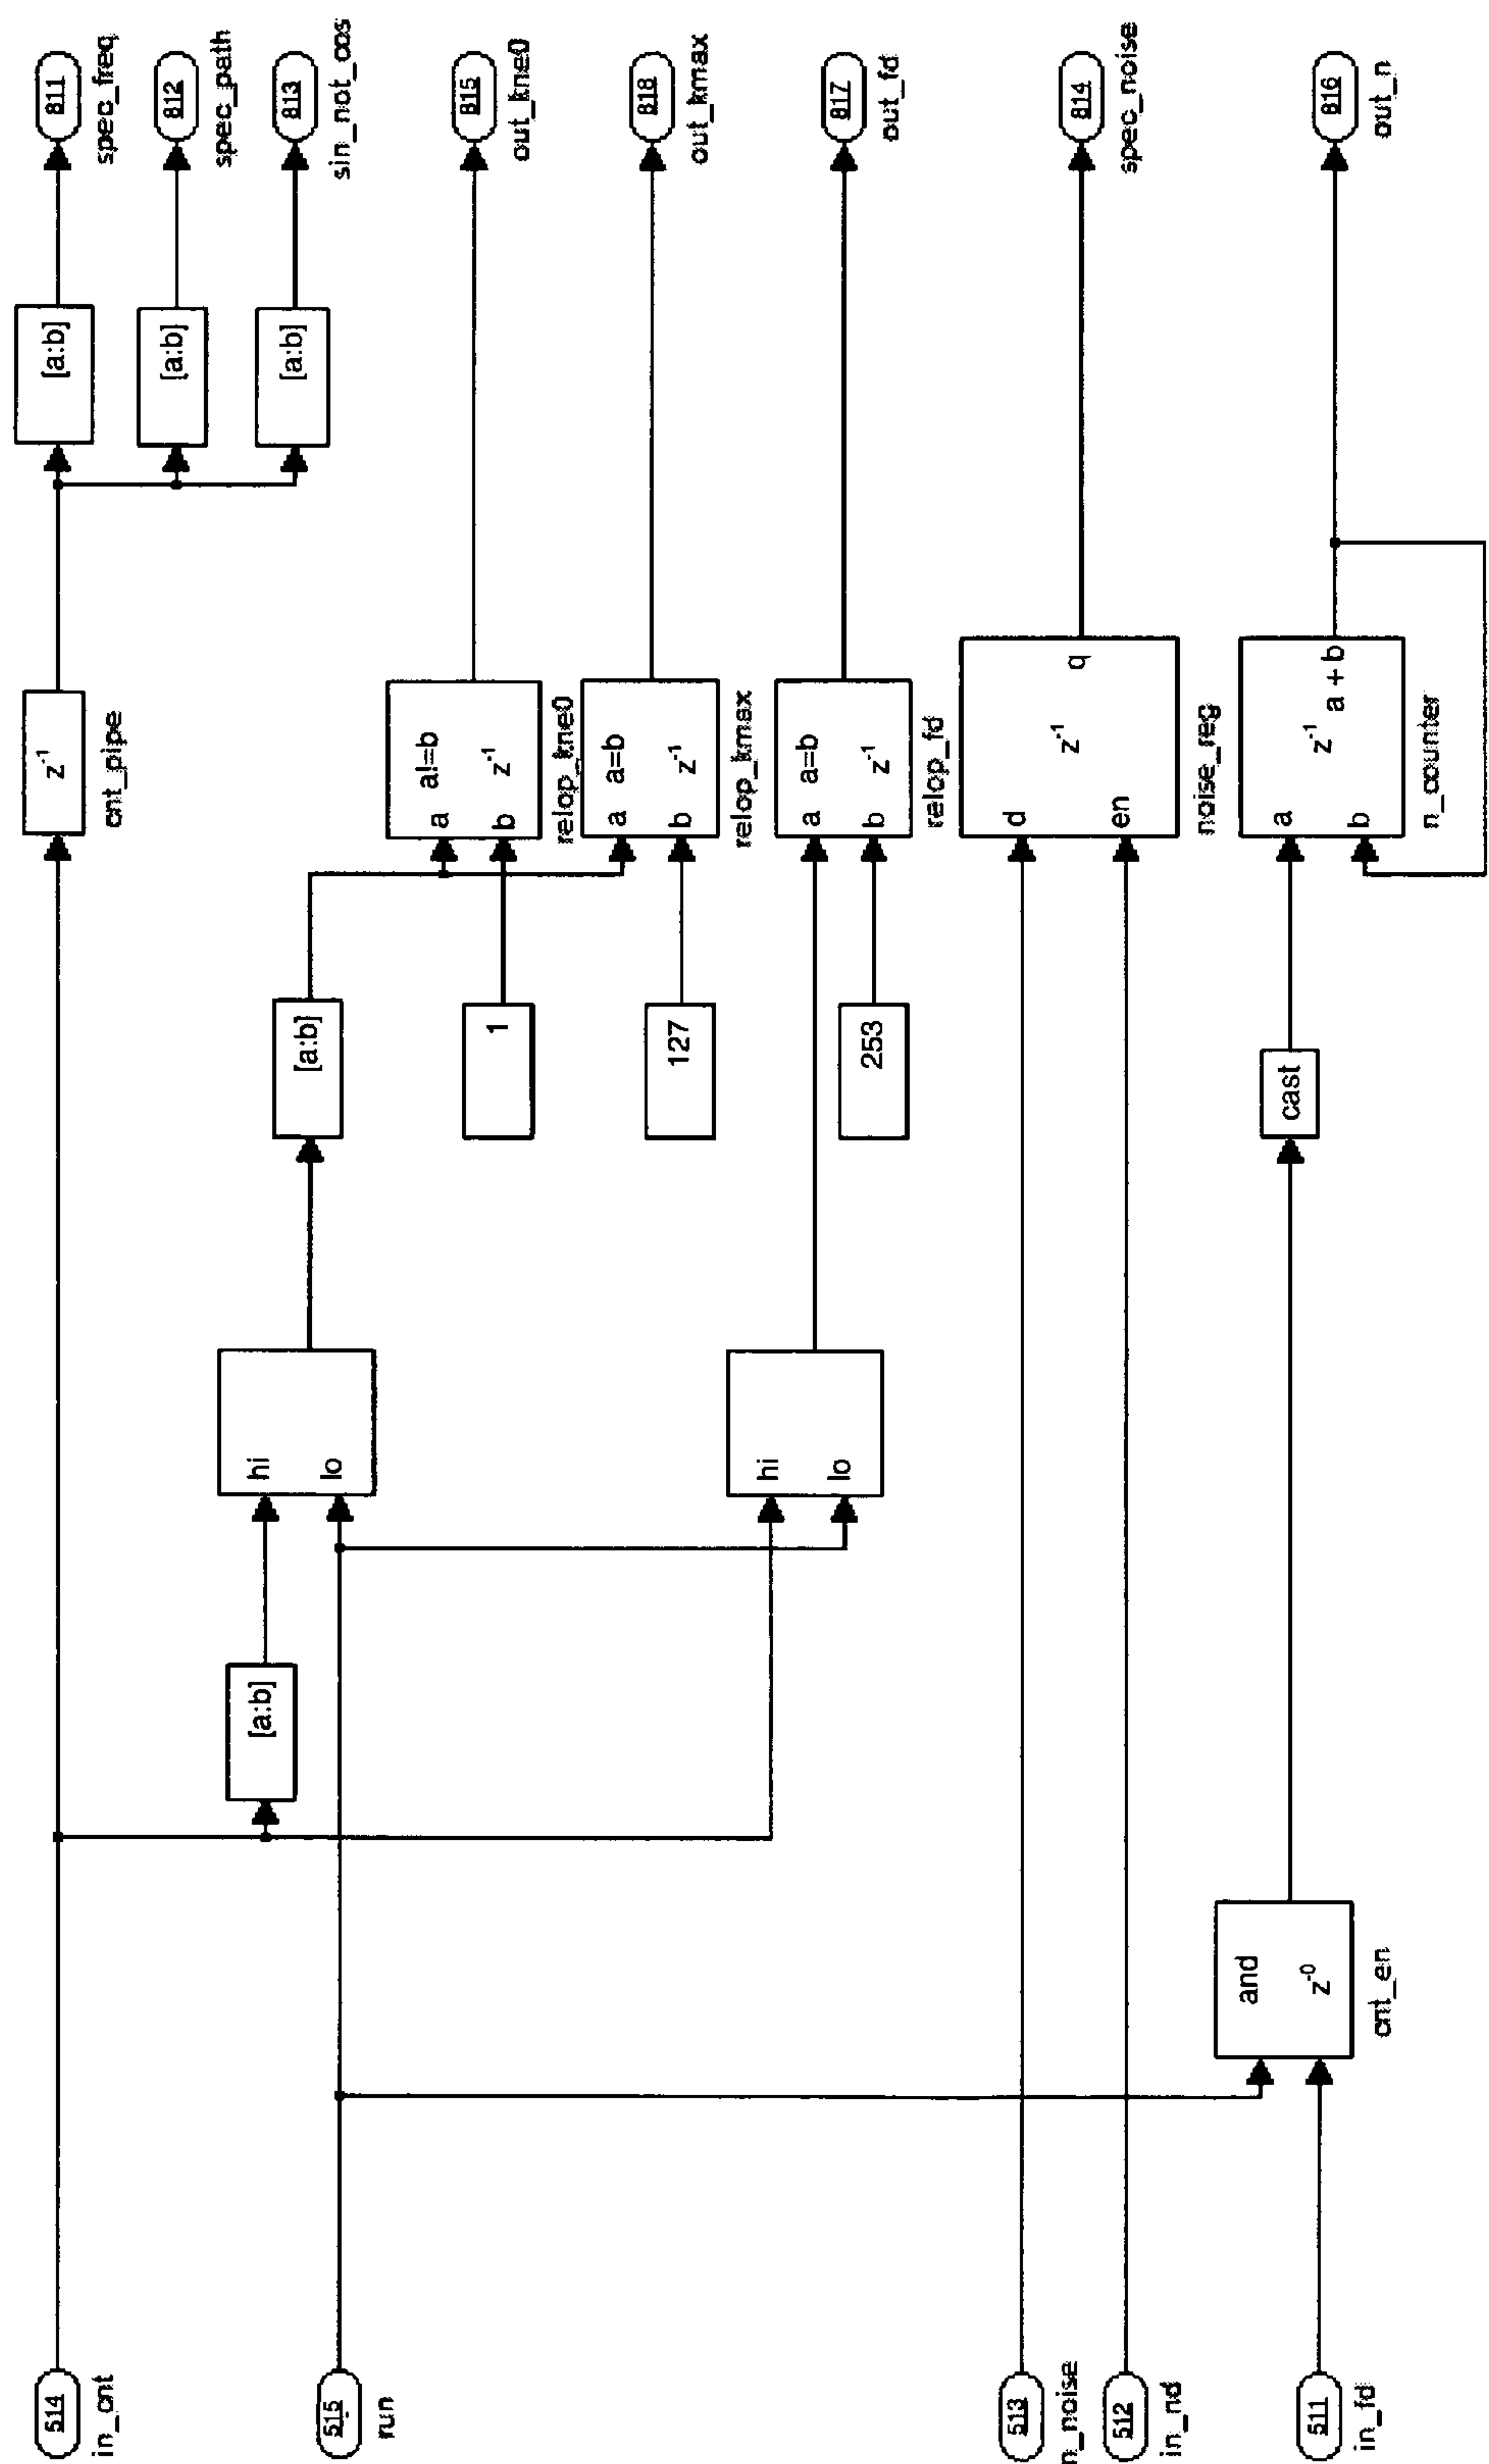 514
in_cnt
515
run
513
n_noise
512
in_nd
511
in_fd
and
z-0
cnt_en
[a:b]
hi
lo
hi
lo
[a:b]
1
127
253
cast
z-1
cnt_pipe
a
a!=b
b
z-1
relop_kne0
a
a=b
b
z-1
relop_kmax
a
a=b
b
z-1
relop_fd
d
z-1
q
en
noise_reg
a
z-1
a + b
b
n_counter
[a:b]
[a:b]
[a:b]
811
spec_freq
812
spec_path
813
sin_not_cos
815
out_kne0
818
out_kmax
817
out_fd
814
spec_noise
816
out_n